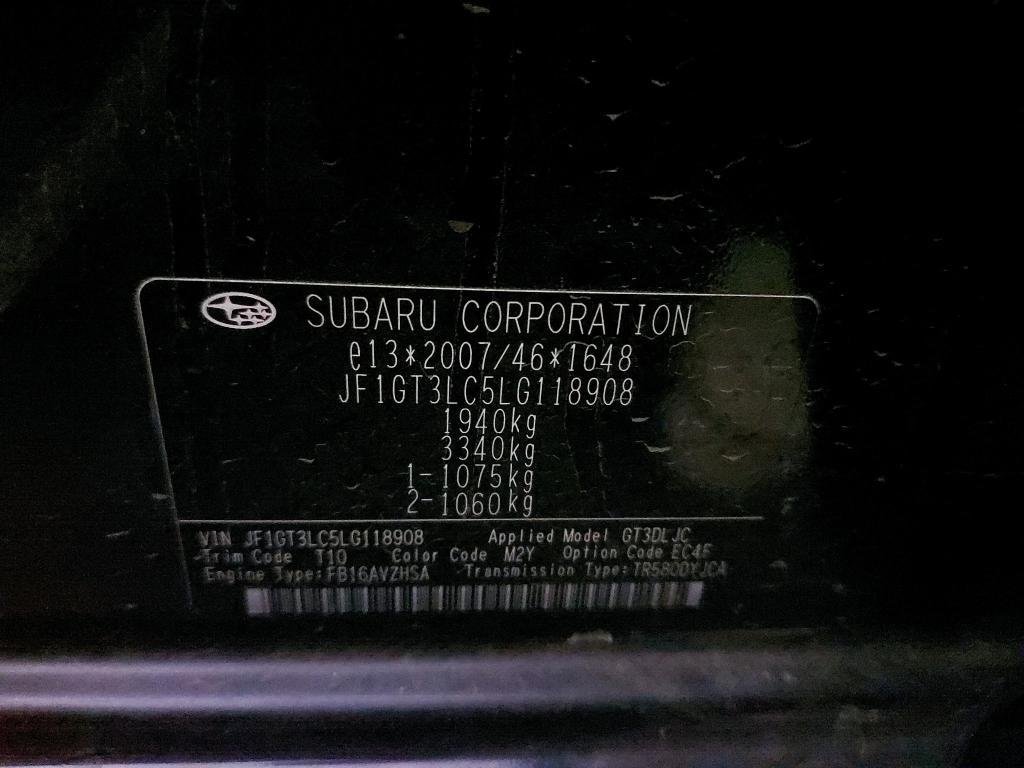 SUBARU CORPORATION
e13*2007/46*1648
JF1GT3LC5LG118908
1940kg
3340kg
1-1075kg
2-1060kg
VIN JF1GT3LC5LG118908 Applied Model GT3DLJC
Trim Code T10 Color Code M2Y Option Code EC4F
Engine Type:FB16AVZHSA Transmission Type:TR580DYJCA